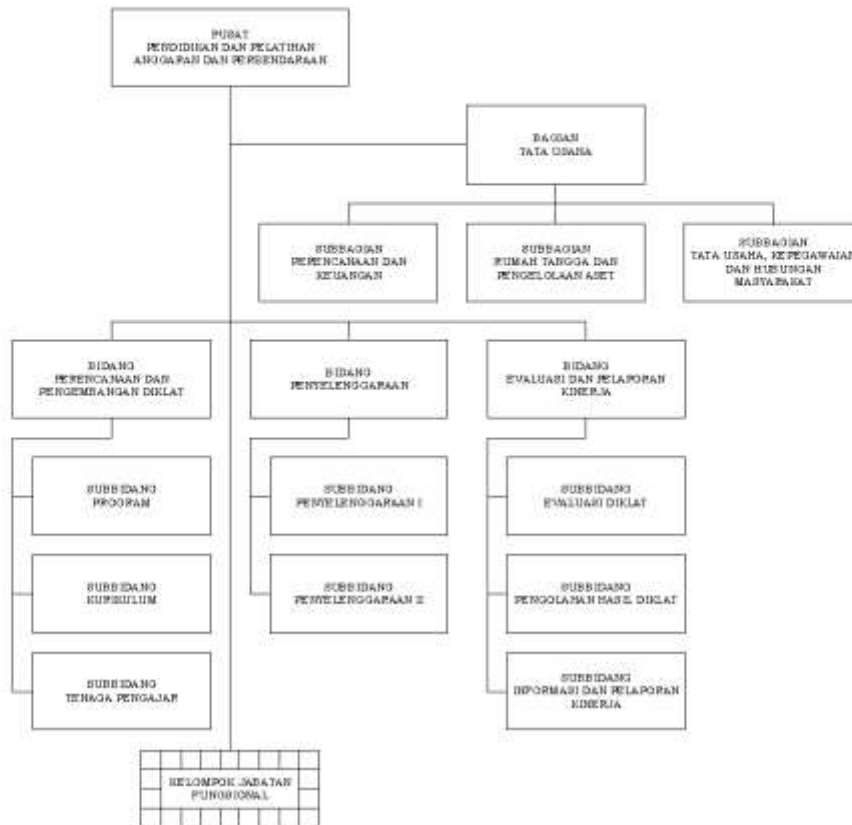 PUSAT
PENDIDIKAN DAN PELATIHAN
ANGGARAN DAN PERBENDARAAN
BAGIAN
TATA USAHA
SUBBAGIAN
PERENCANAAN DAN
KEUANGAN
SUBBAGIAN
RUMAH TANGGA DAN
PENGELOLAAN ASET
SUBBAGIAN
TATA USAHA, KEPEGAWAIAN
DAN HUBUNGAN
MASYARAKAT
BIDANG
PERENCANAAN DAN
PENGEMBANGAN DIKLAT
BIDANG
PENYELENGGARAAN
BIDANG
EVALUASI DAN PELAPORAN
KINERJA
SUBBIDANG
PROGRAM
SUBBIDANG
PENYELENGGARAAN I
SUBBIDANG
EVALUASI DIKLAT
SUBBIDANG
KURIKULUM
SUBBIDANG
PENYELENGGARAAN II
SUBBIDANG
PENGOLAHAN HASIL DIKLAT
SUBBIDANG
TENAGA PENGAJAR
SUBBIDANG
INFORMASI DAN PELAPORAN
KINERJA
KELOMPOK JABATAN
FUNGSIONAL